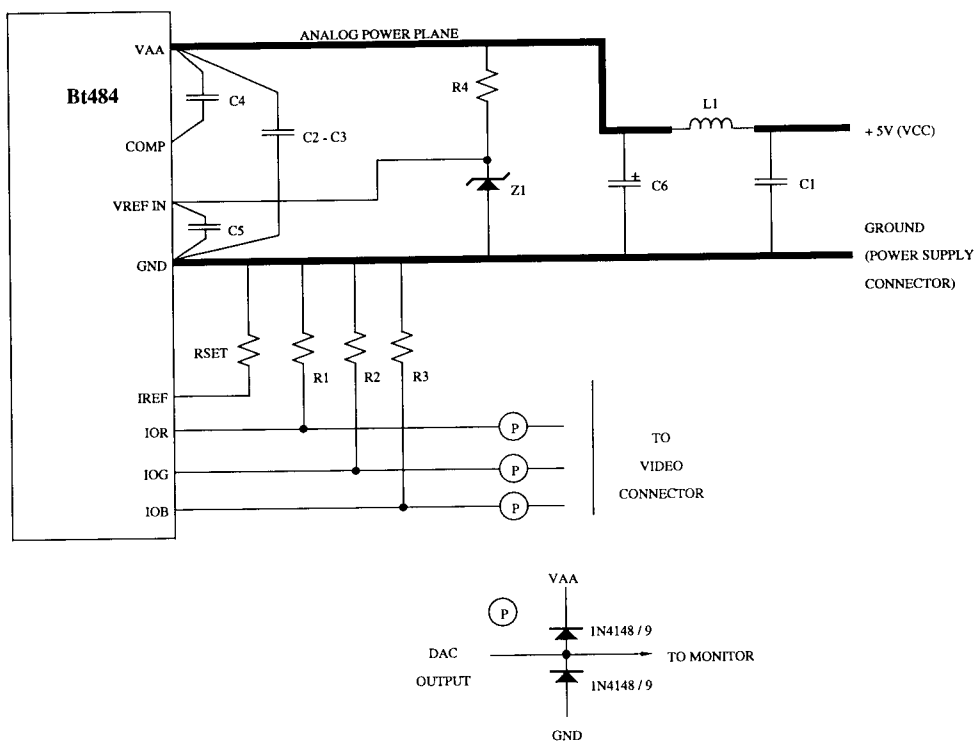 ANALOG POWER PLANE
VAA
Bt484
C4
R4
L1
+ 5V (VCC)
C2 - C3
COMP
+
C6
C1
Z1
VREF IN
C5
GND
GROUND
(POWER SUPPLY
CONNECTOR)
RSET
R1
R2
R3
IREF
IOR
P
IOG
P
IOB
P
TO
VIDEO
CONNECTOR
VAA
P
1N4148 / 9
DAC
OUTPUT
TO MONITOR
1N4148 / 9
GND